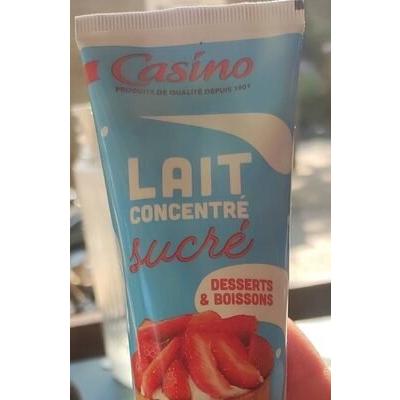 Casino
PRODUITS DE QUALITÉ DEPUIS 1901
LAIT
CONCENTRÉ
sucré
DESSERTS
& BOISSONS